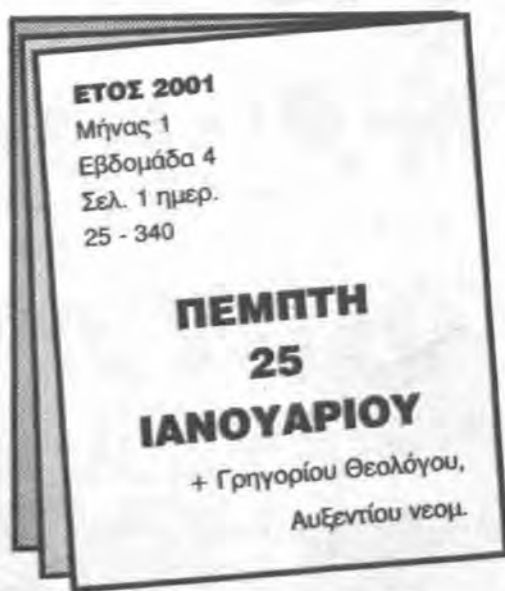 ΕΤΟΣ 2001
Μήνας 1
Εβδομάδα 4
Σελ. 1 ημερ.
25 - 340
ΠΕΜΠΤΗ
25
ΙΑΝΟΥΑΡΙΟΥ
+ Γρηγορίου Θεολόγου,
Αυξεντίου νεομ.